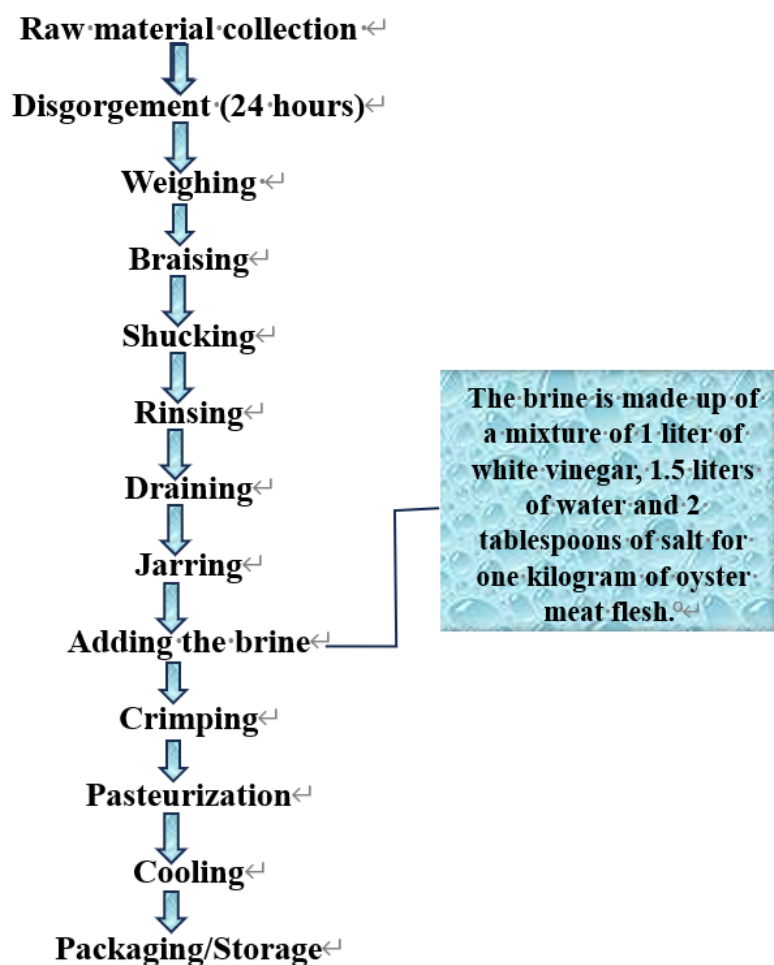 Raw material collection
Disgorgement (24 hours)
Weighing
Braising
Shucking
Rinsing
Draining
Jarring
Adding the brine
Crimping
Pasteurization
Cooling
Packaging/Storage
The brine is made up of
a mixture of 1 liter of
white vinegar, 1.5 liters
of water and 2
tablespoons of salt for
one kilogram of oyster
meat flesh.